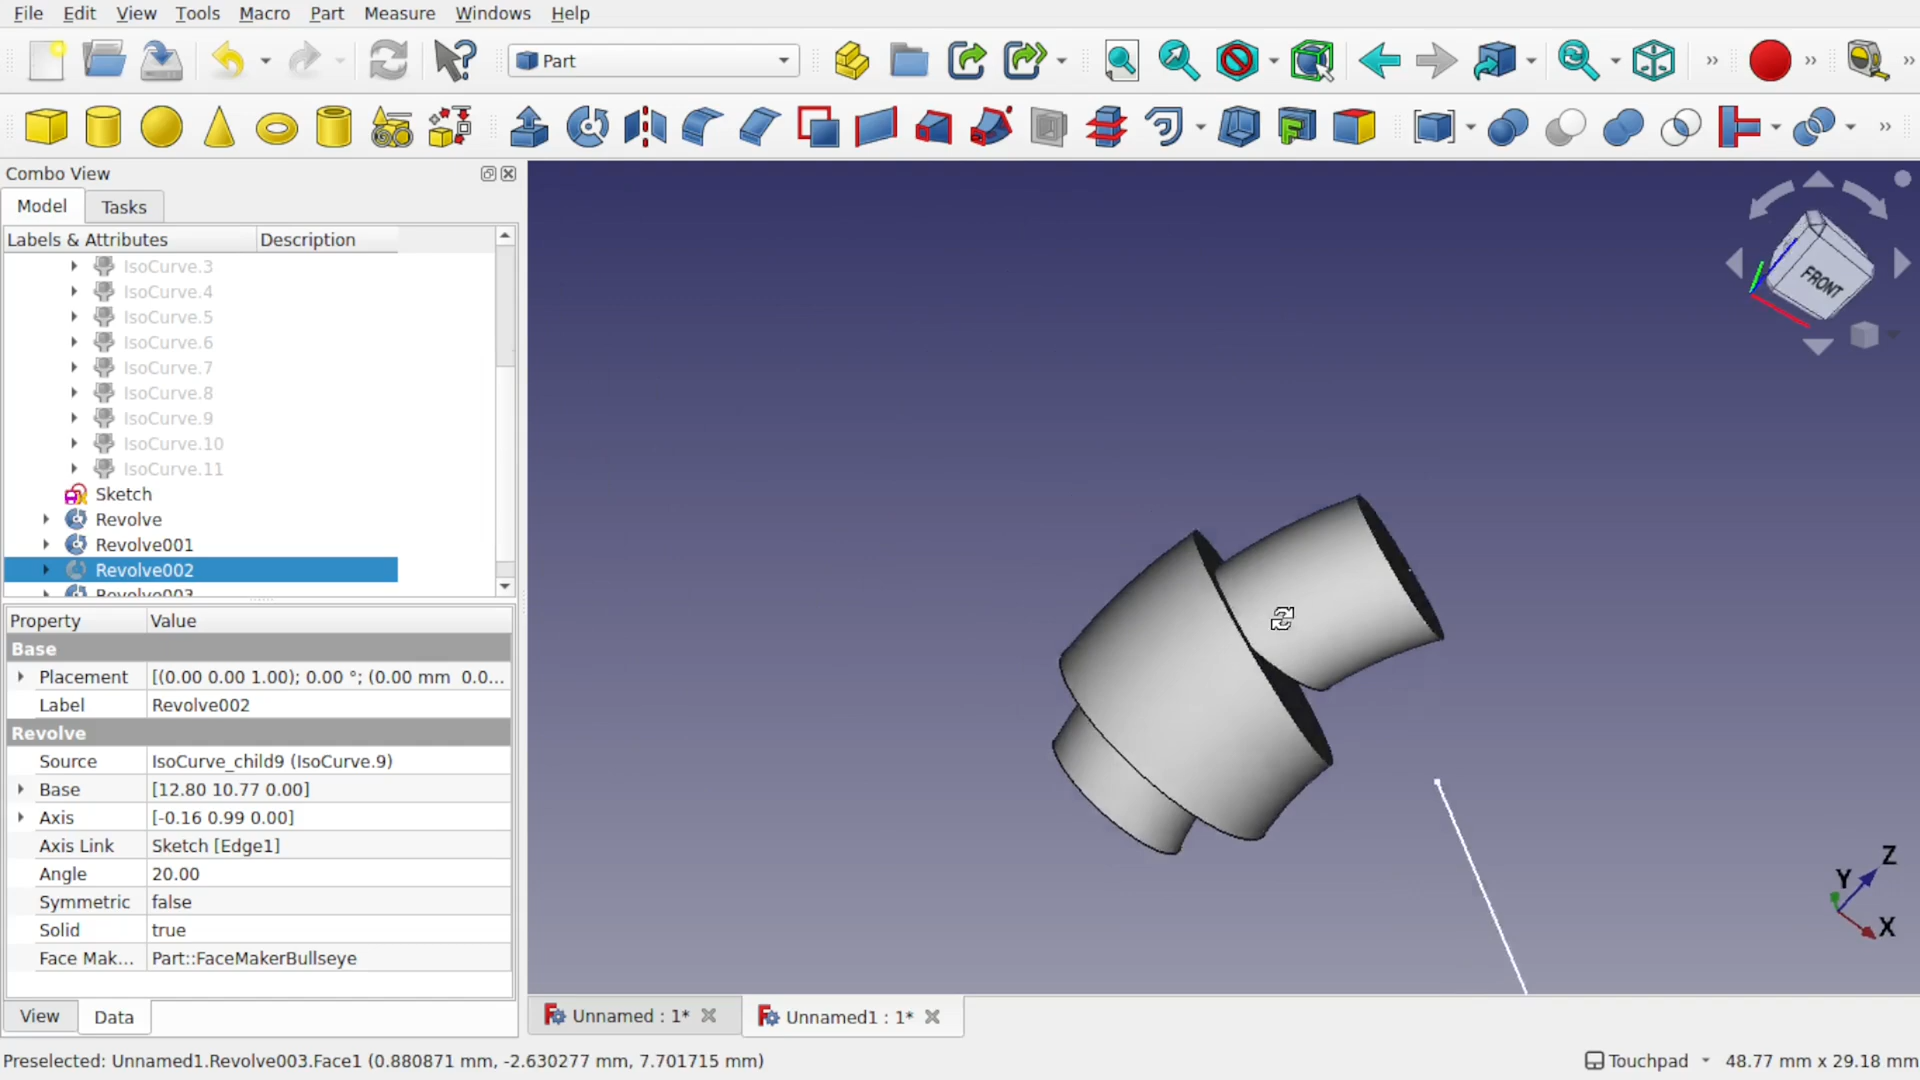 File Edit View Tools Macro Part Measure Windows Help
Part
Combo View
Model Tasks
Labels & Attributes Description
IsoCurve.3
IsoCurve.4
IsoCurve.5
IsoCurve.6
IsoCurve.7
IsoCurve.8
IsoCurve.9
IsoCurve.10
IsoCurve.11
Sketch
Revolve
Revolve001
Revolve002
Revolve003
Property Value
Base
Placement [(0.00 0.00 1.00); 0.00 °; (0.00 mm 0.0...
Label Revolve002
Revolve
Source IsoCurve_child9 (IsoCurve.9)
Base [12.80 10.77 0.00]
Axis [-0.16 0.99 0.00]
Axis Link Sketch [Edge1]
Angle 20.00
Symmetric false
Solid true
Face Mak... Part::FaceMakerBullseye
View Data
FRONT
Z
Y
X
Unnamed : 1* Unnamed1 : 1*
Preselected: Unnamed1.Revolve003.Face1 (0.880871 mm, -2.630277 mm, 7.701715 mm) Touchpad 48.77 mm x 29.18 mm